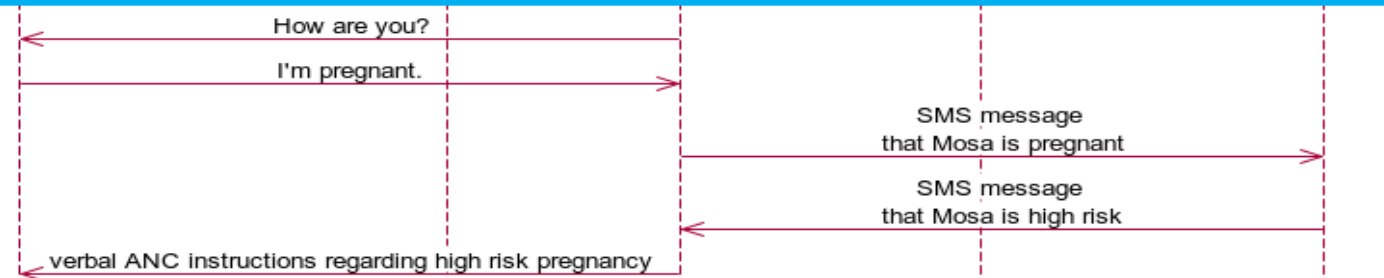 How are you?
I'm pregnant.
SMS message
that Mosa is pregnant
SMS message
that Mosa is high risk
verbal ANC instructions regarding high risk pregnancy